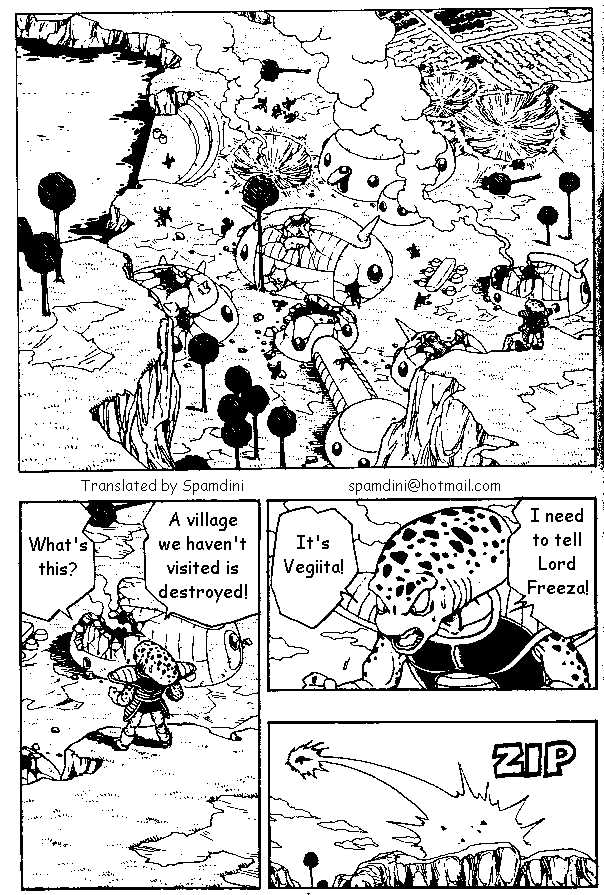 Translated by Spamdini
spamdini@hotmail.com
What's
this?
A village
we haven't
visited is
destroyed!
It's
Vegiita!
I need
to tell
Lord
Freeza!
ZIP